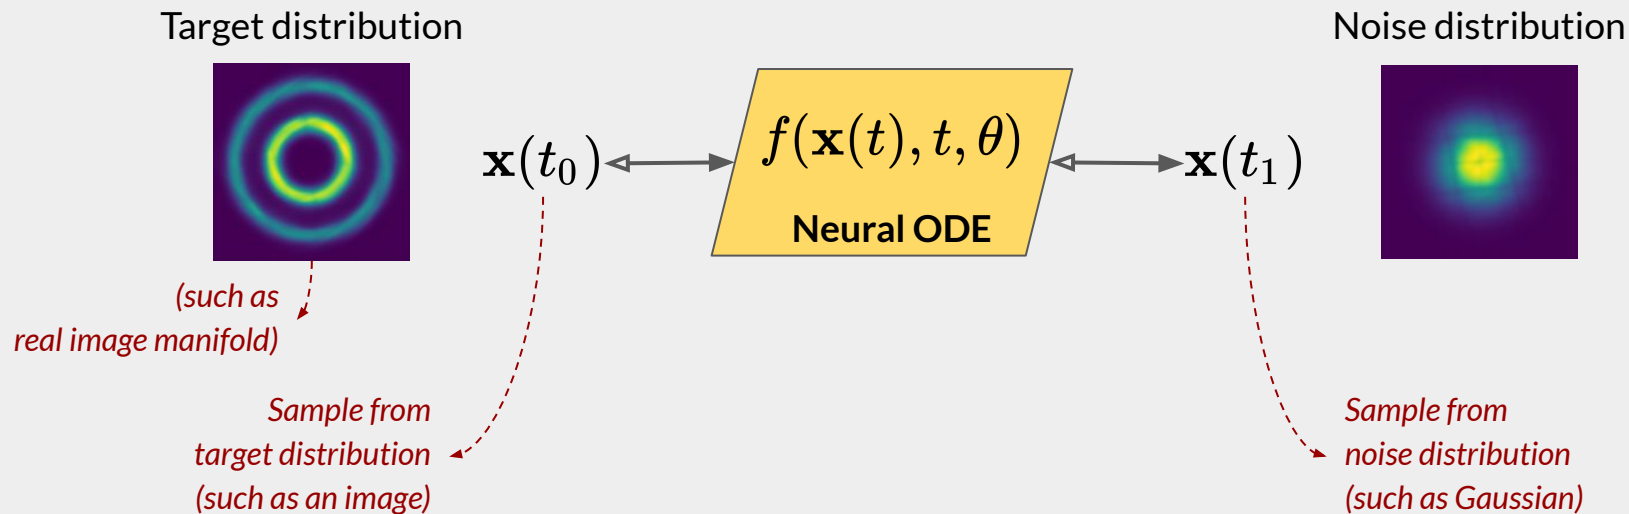 Target distribution
Noise distribution
x(t₀)
f(x(t), t, θ)
Neural ODE
x(t₁)
(such as
real image manifold)
Sample from
target distribution
(such as an image)
Sample from
noise distribution
(such as Gaussian)